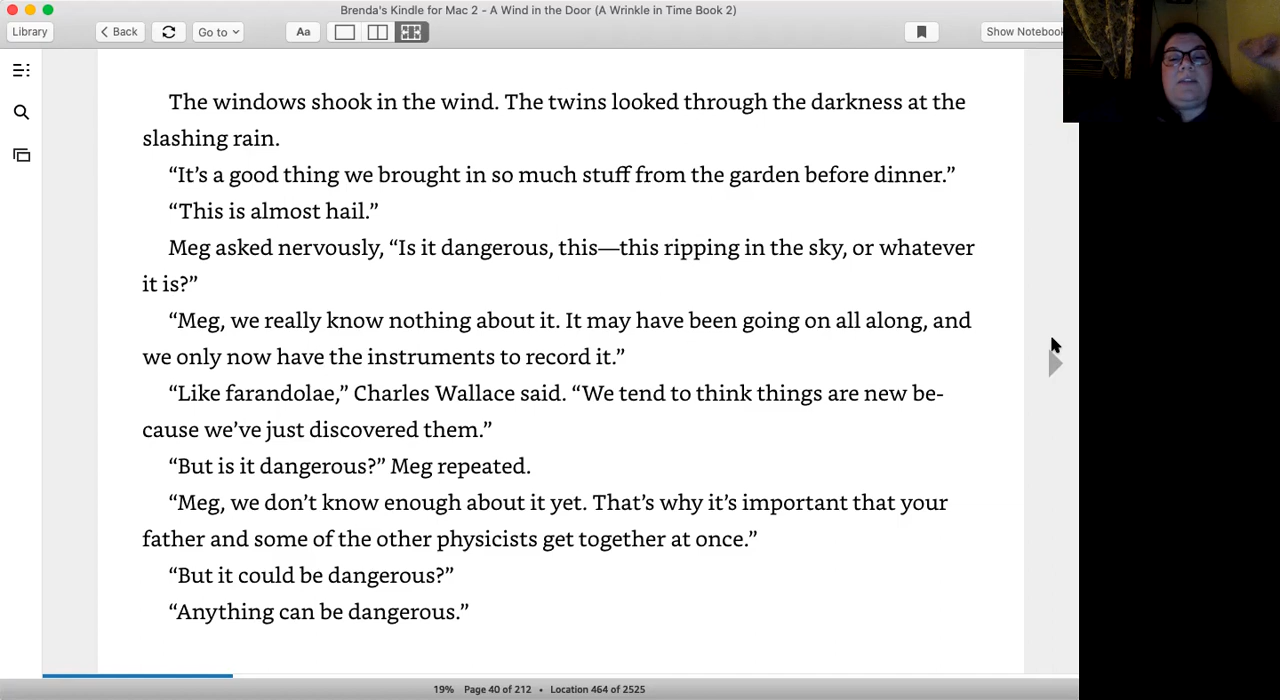 Brenda's Kindle for Mac 2 - A Wind in the Door (A Wrinkle in Time Book 2)
Library
Back
Go to
Aa
Show Notebook
The windows shook in the wind. The twins looked through the darkness at the
slashing rain.
“It’s a good thing we brought in so much stuff from the garden before dinner.”
“This is almost hail.”
Meg asked nervously, “Is it dangerous, this—this ripping in the sky, or whatever
it is?”
“Meg, we really know nothing about it. It may have been going on all along, and
we only now have the instruments to record it.”
“Like farandolae,” Charles Wallace said. “We tend to think things are new be-
cause we’ve just discovered them.”
“But is it dangerous?” Meg repeated.
“Meg, we don’t know enough about it yet. That’s why it’s important that your
father and some of the other physicists get together at once.”
“But it could be dangerous?”
“Anything can be dangerous.”
19% Page 40 of 212 • Location 464 of 2525